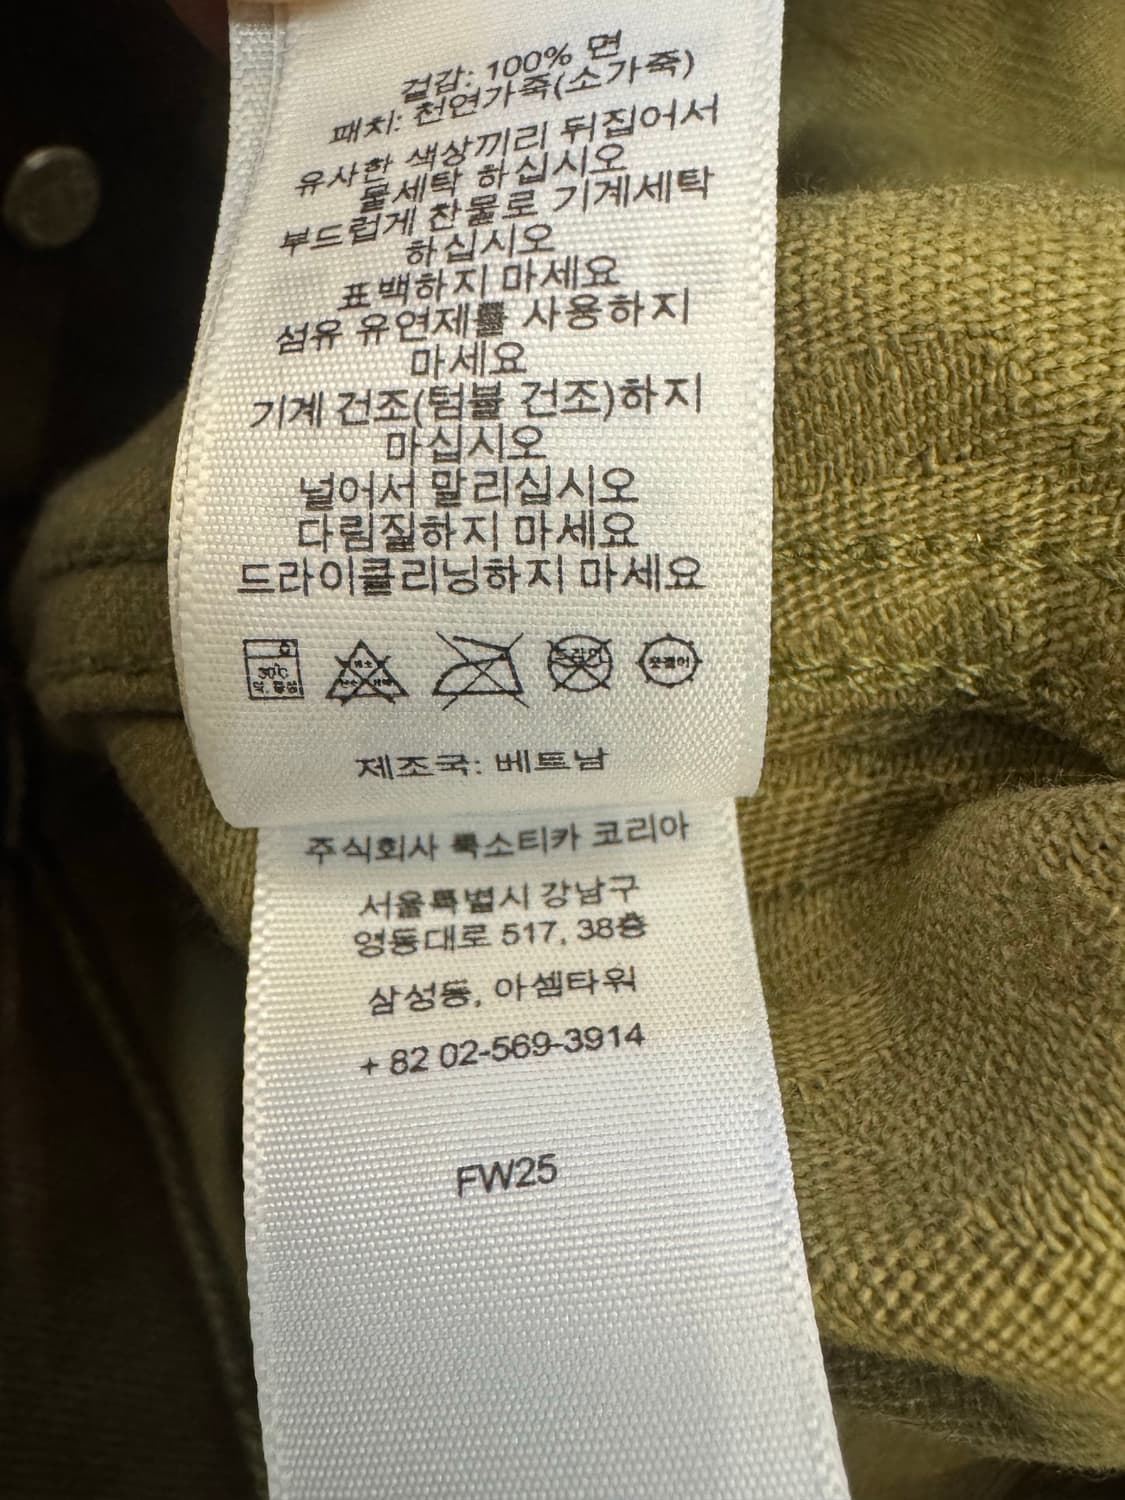 겉감: 100% 면
패치: 천연가죽(소가죽)
유사한 색상끼리 뒤집어서
물세탁 하십시오
부드럽게 찬물로 기계세탁
하십시오
표백하지 마세요
섬유 유연제를 사용하지
마세요
기계 건조(텀블 건조)하지
마십시오
널어서 말리십시오
다림질하지 마세요
드라이클리닝하지 마세요
30℃
드라이
옷걸이
제조국: 베트남
주식회사 룩소티카 코리아
서울특별시 강남구
영동대로 517, 38층
삼성동, 아셈타워
+ 82 02-569-3914
FW25